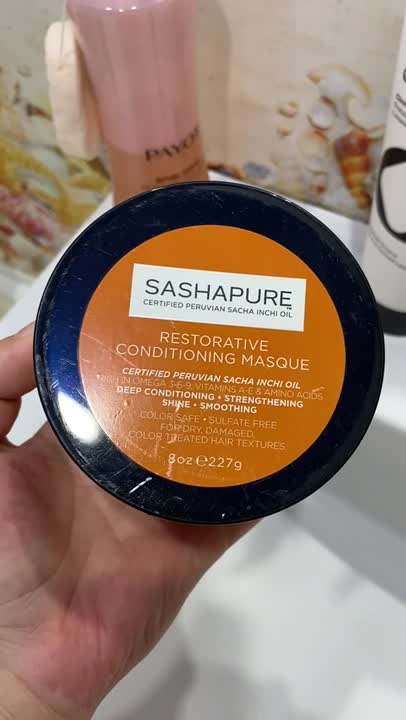 PAYOT
SASHAPURE™
CERTIFIED PERUVIAN SACHA INCHI OIL
RESTORATIVE
CONDITIONING MASQUE
CERTIFIED PERUVIAN SACHA INCHI OIL
RICH IN OMEGA 3-6-9, VITAMINS A-E & AMINO ACIDS
DEEP CONDITIONING • STRENGTHENING
SHINE • SMOOTHING
COLOR SAFE • SULFATE FREE
FOR DRY, DAMAGED,
COLOR TREATED HAIR TEXTURES
8oz ℮ 227g